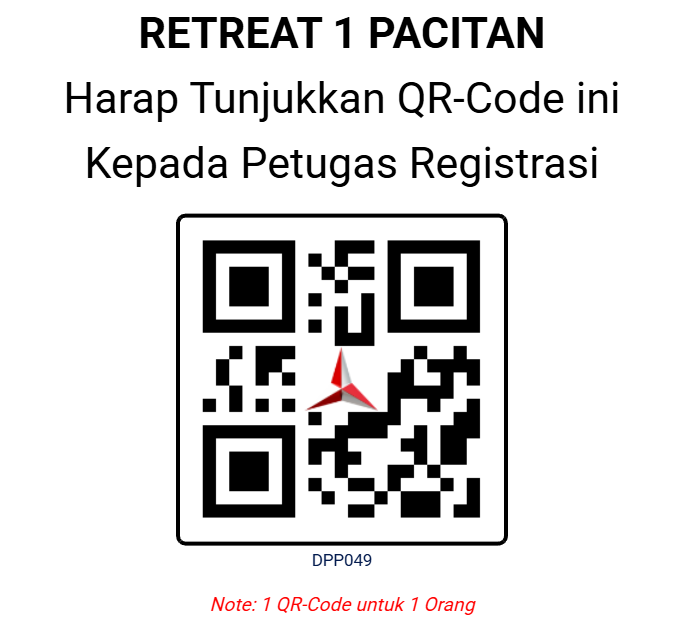 RETREAT 1 PACITAN
Harap Tunjukkan QR-Code ini
Kepada Petugas Registrasi
DPP049
Note: 1 QR-Code untuk 1 Orang